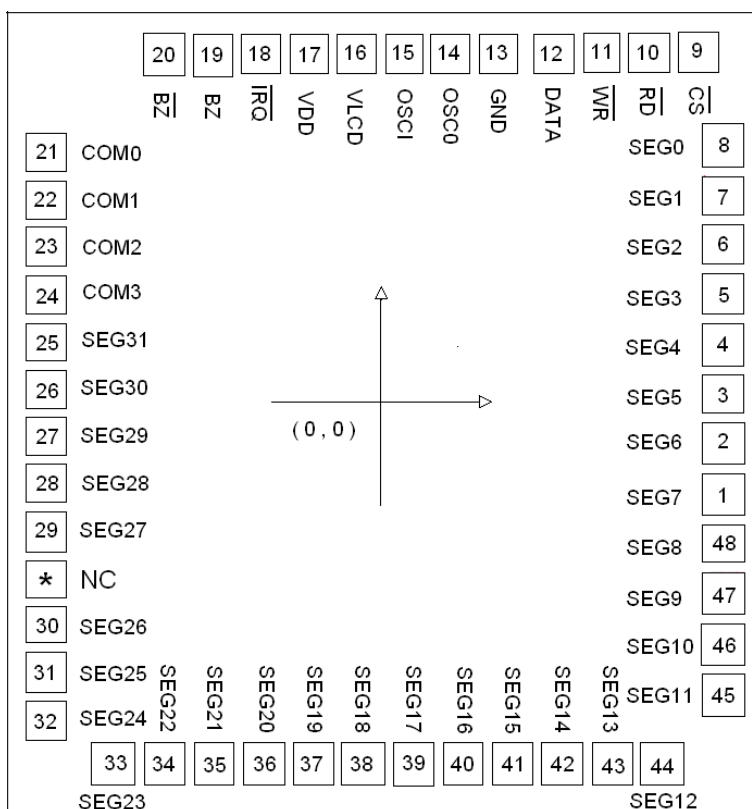 20 19 18 17 16 15 14 13 12 11 10 9
BZ BZ IRQ VDD VLCD OSCI OSC0 GND DATA WR RD CS
21 COM0 SEG0 8
22 COM1 SEG1 7
23 COM2 SEG2 6
24 COM3 SEG3 5
25 SEG31 SEG4 4
26 SEG30 SEG5 3
27 SEG29 (0,0) SEG6 2
28 SEG28 SEG7 1
29 SEG27 SEG8 48
* NC SEG9 47
30 SEG26 SEG10 46
31 SEG25 SEG11 45
32 SEG24
SEG22 SEG21 SEG20 SEG19 SEG18 SEG17 SEG16 SEG15 SEG14 SEG13
33 34 35 36 37 38 39 40 41 42 43 44
SEG23 SEG12